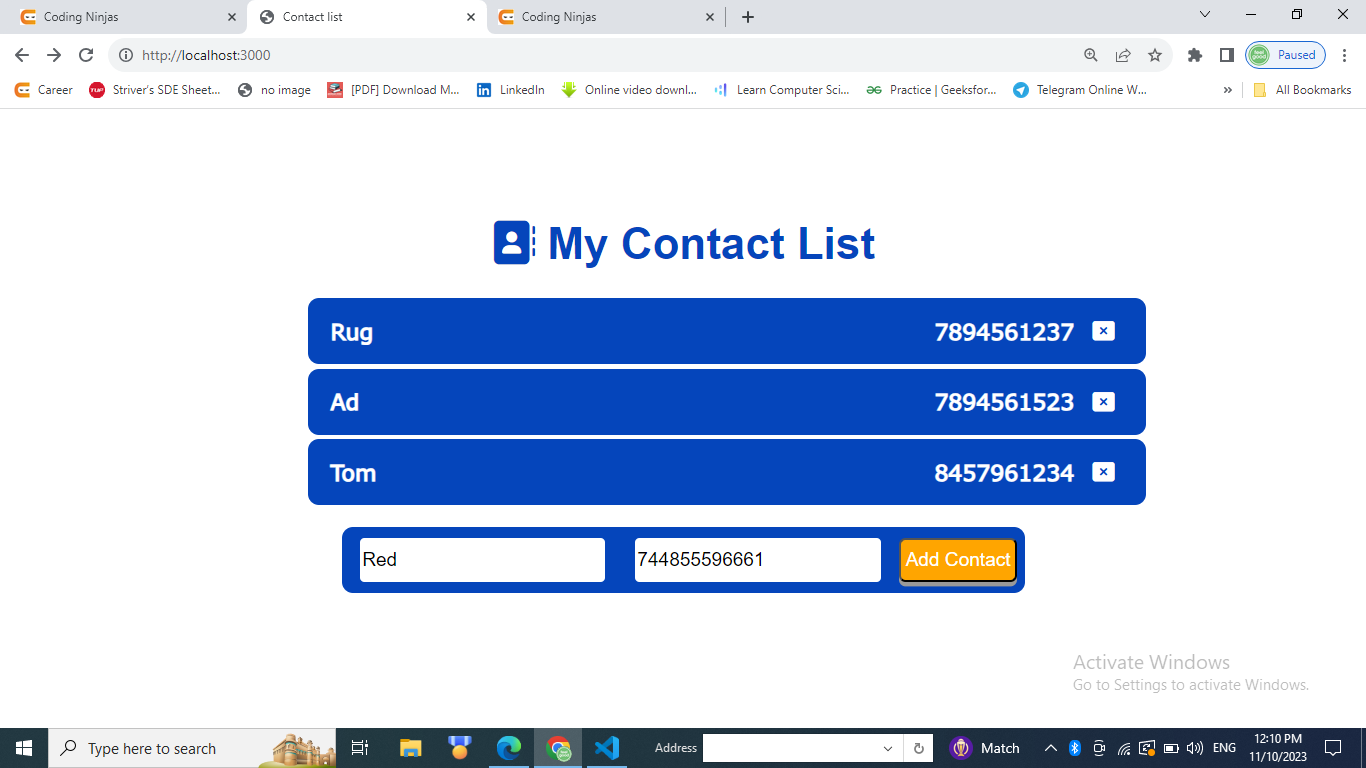 Coding Ninjas
Contact list
Coding Ninjas
http://localhost:3000
Paused
Career
Striver's SDE Sheet...
no image
[PDF] Download M...
LinkedIn
Online video downl...
Learn Computer Sci...
Practice | Geeksfor...
Telegram Online W...
»
All Bookmarks
My Contact List
Rug 7894561237
Ad 7894561523
Tom 8457961234
Red 744855596661 Add Contact
Activate Windows
Go to Settings to activate Windows.
Type here to search
Address
Match
ENG
12:10 PM
11/10/2023